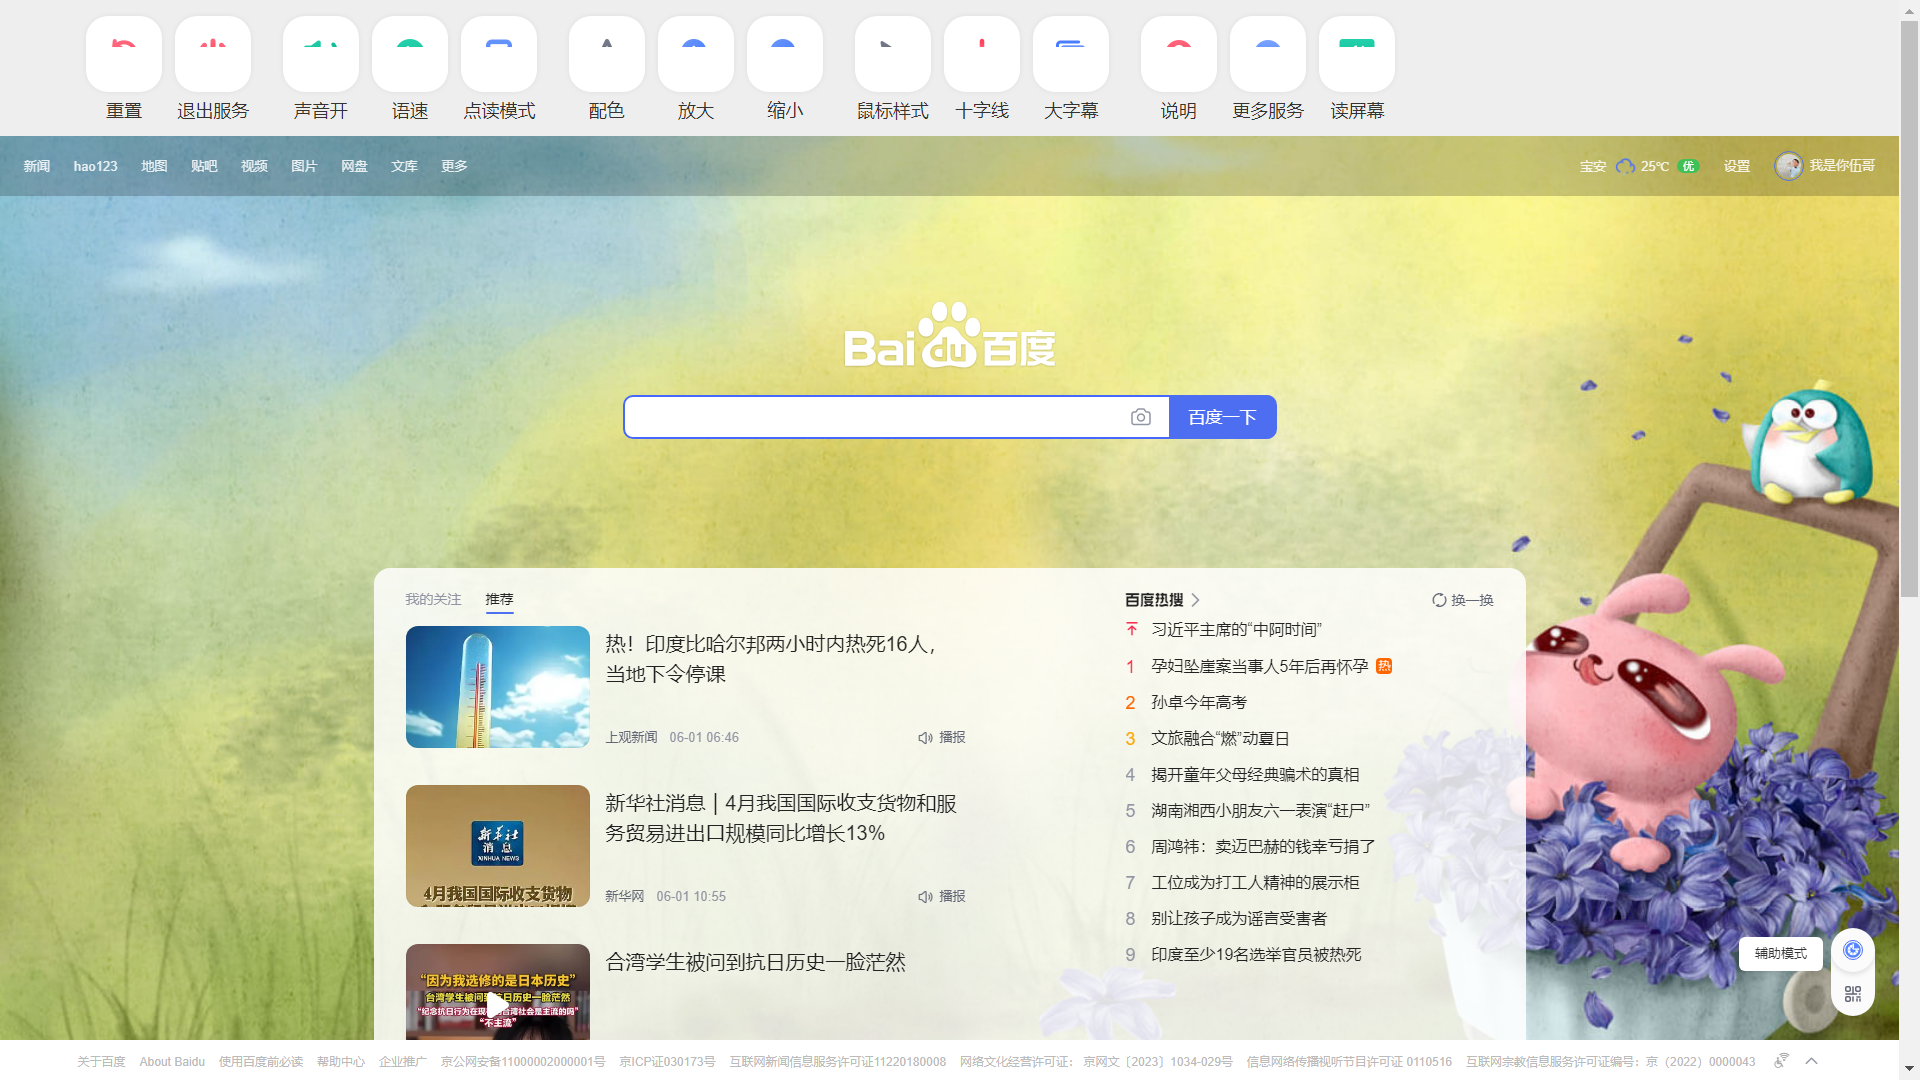 重置 退出服务 声音开 语速 点读模式 配色 放大 缩小 鼠标样式 十字线 大字幕 说明 更多服务 读屏幕
新闻 hao123 地图 贴吧 视频 图片 网盘 文库 更多 宝安 25℃ 优 设置 我是你伍哥
Bai du 百度
百度一下
我的关注 推荐
热！印度比哈尔邦两小时内热死16人，
当地下令停课
上观新闻 06-01 06:46 播报
新华社
消息
XINHUA NEWS
4月我国国际收支货物
新华社消息｜4月我国国际收支货物和服
务贸易进出口规模同比增长13%
新华网 06-01 10:55 播报
“因为我选修的是日本历史”
台湾学生被问到抗日历史一脸茫然
“不主流”
台湾学生被问到抗日历史一脸茫然
百度热搜 换一换
习近平主席的“中阿时间”
1 孕妇坠崖案当事人5年后再怀孕 热
2 孙卓今年高考
3 文旅融合“燃”动夏日
4 揭开童年父母经典骗术的真相
5 湖南湘西小朋友六一表演“赶尸”
6 周鸿祎：卖迈巴赫的钱幸亏捐了
7 工位成为打工人精神的展示柜
8 别让孩子成为谣言受害者
9 印度至少19名选举官员被热死
辅助模式
关于百度 About Baidu 使用百度前必读 帮助中心 企业推广 京公网安备11000002000001号 京ICP证030173号 互联网新闻信息服务许可证11220180008 网络文化经营许可证： 京网文〔2023〕1034-029号 信息网络传播视听节目许可证 0110516 互联网宗教信息服务许可证编号：京（2022）0000043